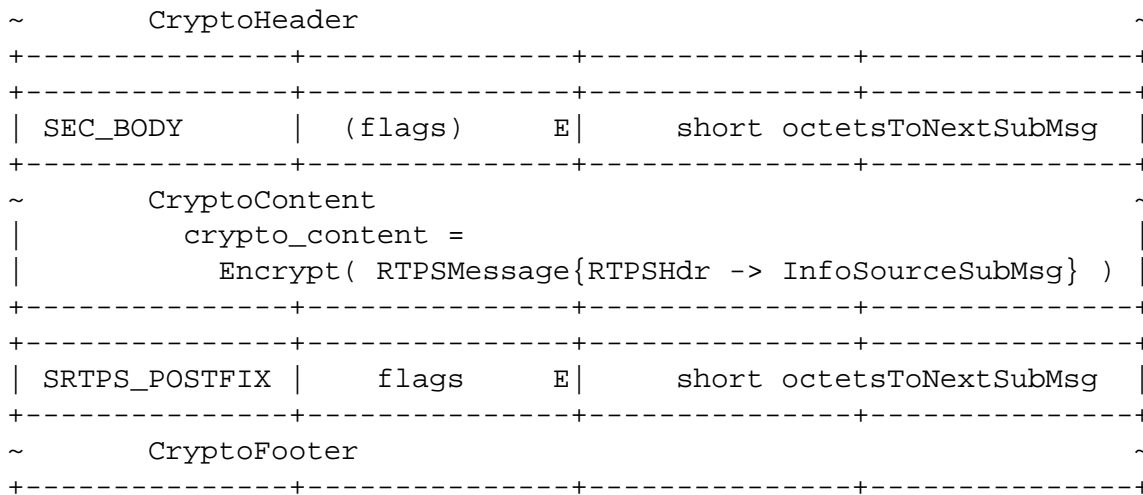 ~       CryptoHeader                                           ~
+---------------+---------------+---------------+---------------+
+---------------+---------------+---------------+---------------+
| SEC_BODY      |  (flags)     E|     short octetsToNextSubMsg  |
+---------------+---------------+---------------+---------------+
~       CryptoContent                                           ~
|         crypto_content =                                      |
|           Encrypt( RTPSMessage{RTPSHdr -> InfoSourceSubMsg} ) |
+---------------+---------------+---------------+---------------+
+---------------+---------------+---------------+---------------+
| SRTPS_POSTFIX |    flags     E|     short octetsToNextSubMsg  |
+---------------+---------------+---------------+---------------+
~       CryptoFooter                                            ~
+---------------+---------------+---------------+---------------+